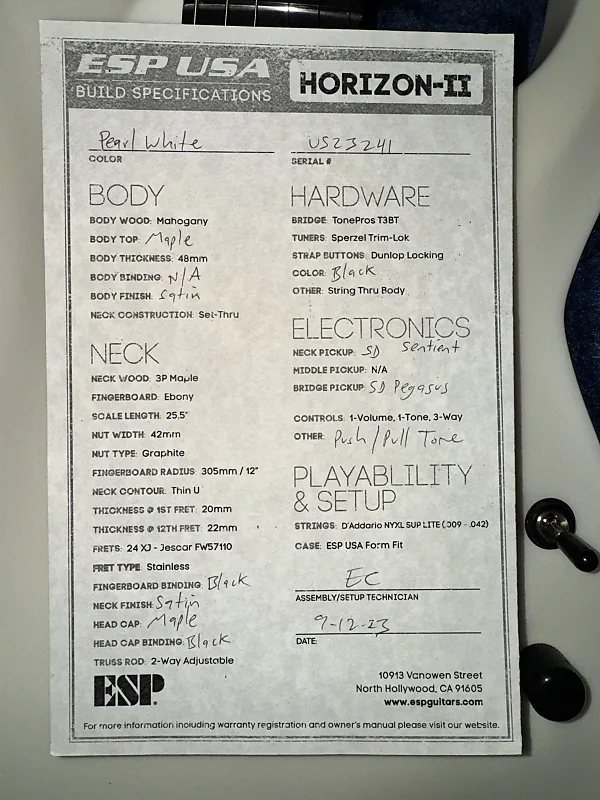 ESP USA
BUILD SPECIFICATIONS
HORIZON-II
Pearl White
COLOR
US23241
SERIAL #
BODY
BODY WOOD: Mahogany
BODY TOP: Maple
BODY THICKNESS: 48mm
BODY BINDING: N/A
BODY FINISH: Satin
NECK CONSTRUCTION: Set-Thru
NECK
NECK WOOD: 3P Maple
FINGERBOARD: Ebony
SCALE LENGTH: 25.5"
NUT WIDTH: 42mm
NUT TYPE: Graphite
FINGERBOARD RADIUS: 305mm / 12"
NECK CONTOUR: Thin U
THICKNESS @ 1ST FRET: 20mm
THICKNESS @ 12TH FRET: 22mm
FRETS: 24 XJ - Jescar FW57110
FRET TYPE: Stainless
FINGERBOARD BINDING: Black
NECK FINISH: Satin
HEAD CAP: Maple
HEAD CAP BINDING: Black
TRUSS ROD: 2-Way Adjustable
HARDWARE
BRIDGE: TonePros T3BT
TUNERS: Sperzel Trim-Lok
STRAP BUTTONS: Dunlop Locking
COLOR: Black
OTHER: String Thru Body
ELECTRONICS
NECK PICKUP: SD Sentient
MIDDLE PICKUP: N/A
BRIDGE PICKUP: SD Pegasus
CONTROLS: 1-Volume, 1-Tone, 3-Way
OTHER: Push/Pull Tone
PLAYABLILITY
& SETUP
STRINGS: D'Addario NYXL SUP LITE (.009 - .042)
CASE: ESP USA Form Fit
EC
ASSEMBLY/SETUP TECHNICIAN
9-12-23
DATE:
ESP.
10913 Vanowen Street
North Hollywood, CA 91605
www.espguitars.com
For more information including warranty registration and owner's manual please visit our website.